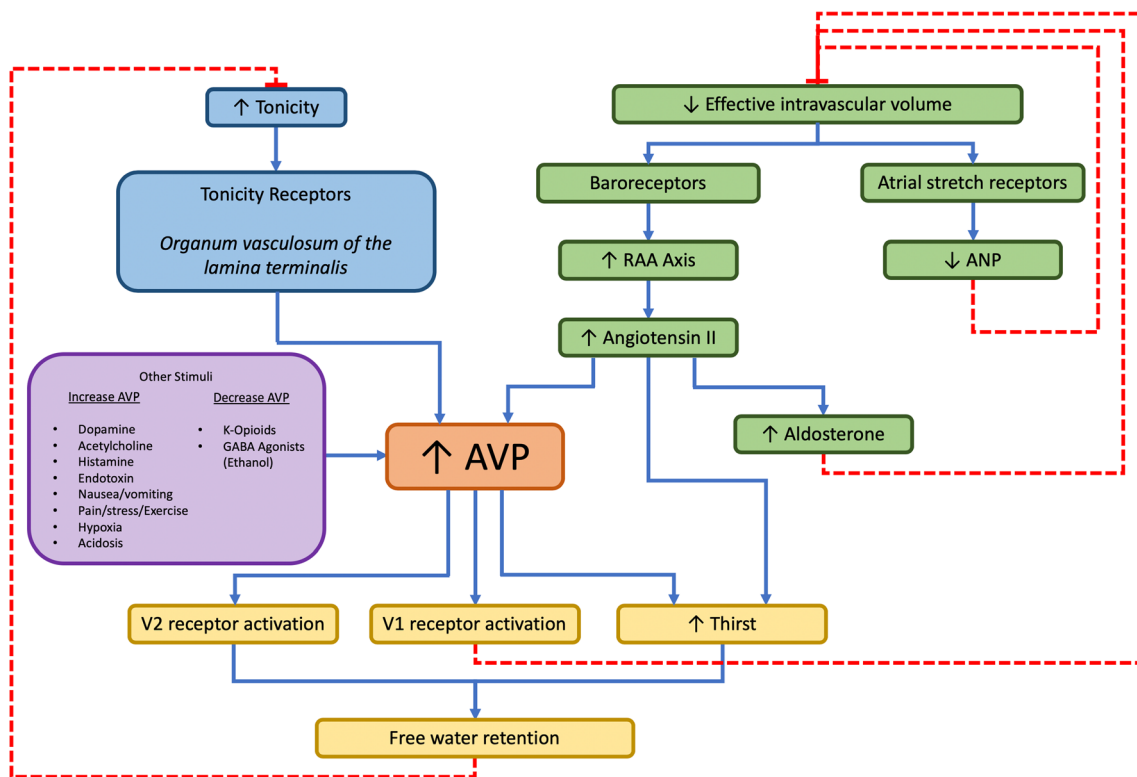 ↑ Tonicity
Tonicity Receptors
Organum vasculosum of the
lamina terminalis
↓ Effective intravascular volume
Baroreceptors
Atrial stretch receptors
↑ RAA Axis
↓ ANP
↑ Angiotensin II
↑ Aldosterone
Other Stimuli
Increase AVP
• Dopamine
• Acetylcholine
• Histamine
• Endotoxin
• Nausea/vomiting
• Pain/stress/Exercise
• Hypoxia
• Acidosis
Decrease AVP
• K-Opioids
• GABA Agonists
(Ethanol)
↑ AVP
V2 receptor activation
V1 receptor activation
↑ Thirst
Free water retention